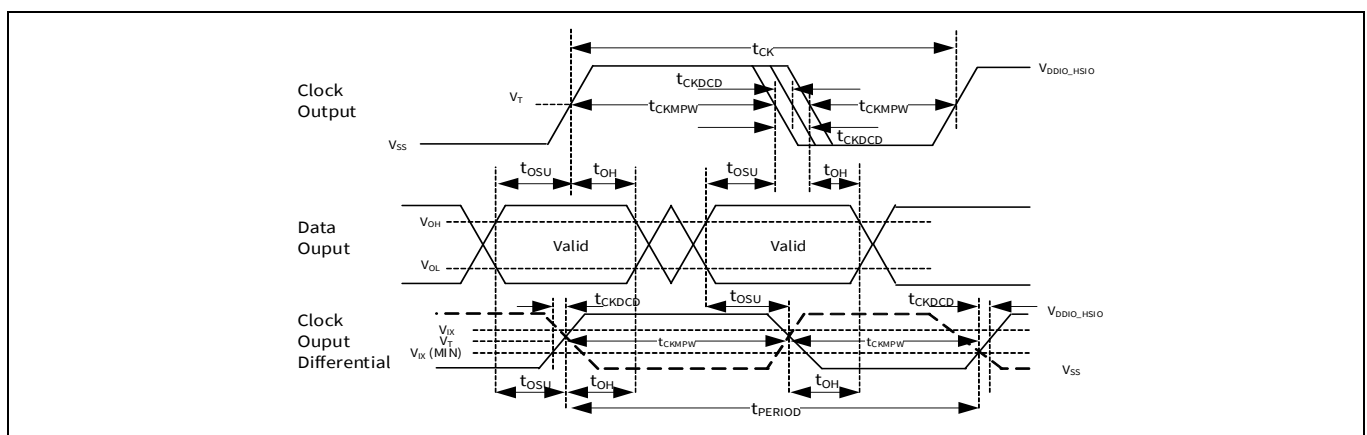 tCK
VDDIO_HSIO
tCKDCD
Clock
Output
VT
tCKMPW
tCKMPW
tCKDCD
VSS
tOSU
tOH
tOSU
tOH
VOH
Data
Ouput
Valid
Valid
VOL
tCKDCD
tOSU
tCKDCD
VDDIO_HSIO
Clock
Ouput
Differential
VIX
VT
VIX (MIN)
tCKMPW
tCKMPW
VSS
tOSU
tOH
tOH
tPERIOD